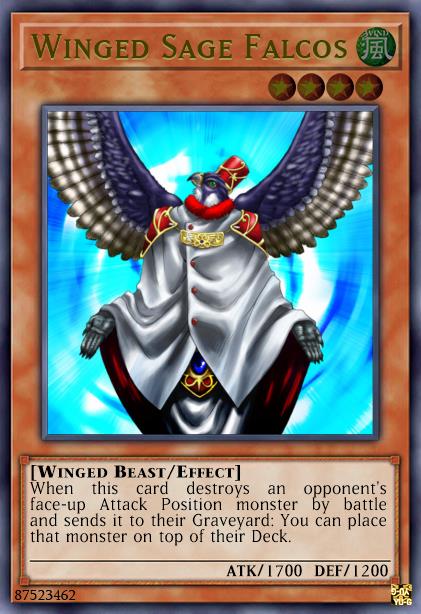 Winged Sage Falcos
WIND
風
[Winged Beast/Effect]
When this card destroys an opponent's
face-up Attack Position monster by battle
and sends it to their Graveyard: You can place
that monster on top of their Deck.
ATK/1700 DEF/1200
87523462